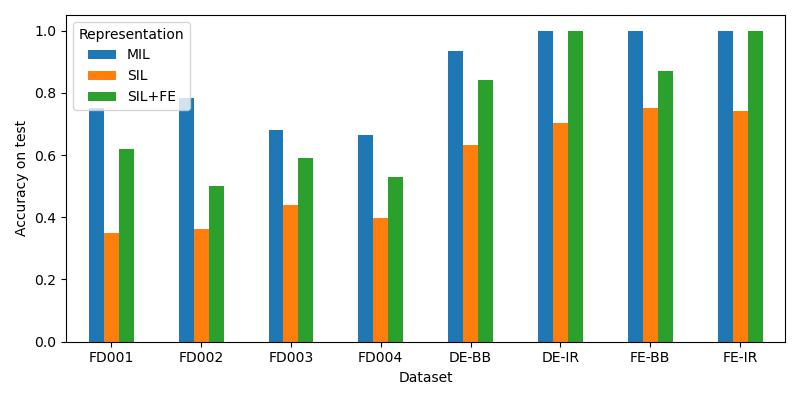 Representation
MIL
SIL
SIL+FE
Accuracy on test
1.0
0.8
0.6
0.4
0.2
0.0
FD001 FD002 FD003 FD004 DE-BB DE-IR FE-BB FE-IR
Dataset